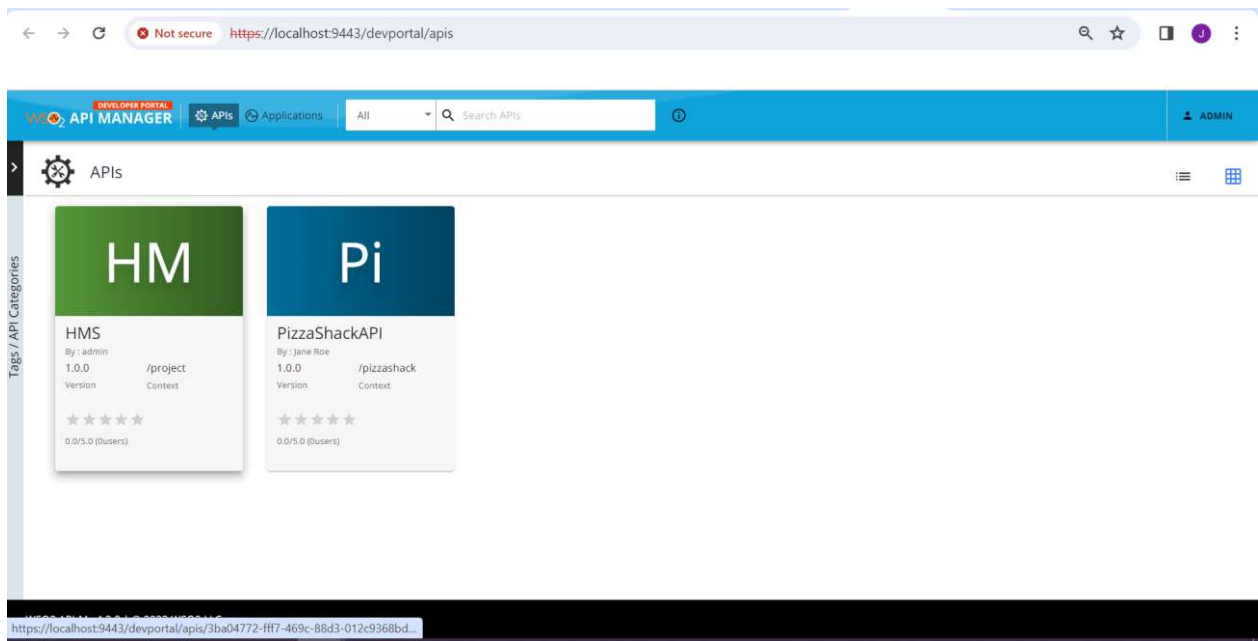 Not secure https://localhost:9443/devportal/apis
J
DEVELOPER PORTAL
WSO2 API MANAGER
APIs
Applications
All
Search APIs
ADMIN
APIs
Tags / API Categories
HM
HMS
By : admin
1.0.0 /project
Version Context
0.0/5.0 (0users)
Pi
PizzaShackAPI
By : Jane Roe
1.0.0 /pizzashack
Version Context
0.0/5.0 (0users)
https://localhost:9443/devportal/apis/3ba04772-fff7-469c-88d3-012c9368bd...